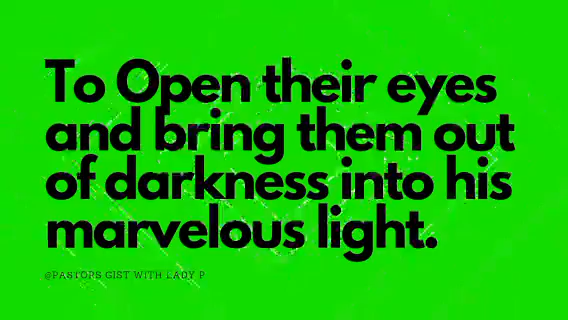 To Open their eyes
and bring them out
of darkness into his
marvelous light.
@PASTORS GIST WITH LADY P